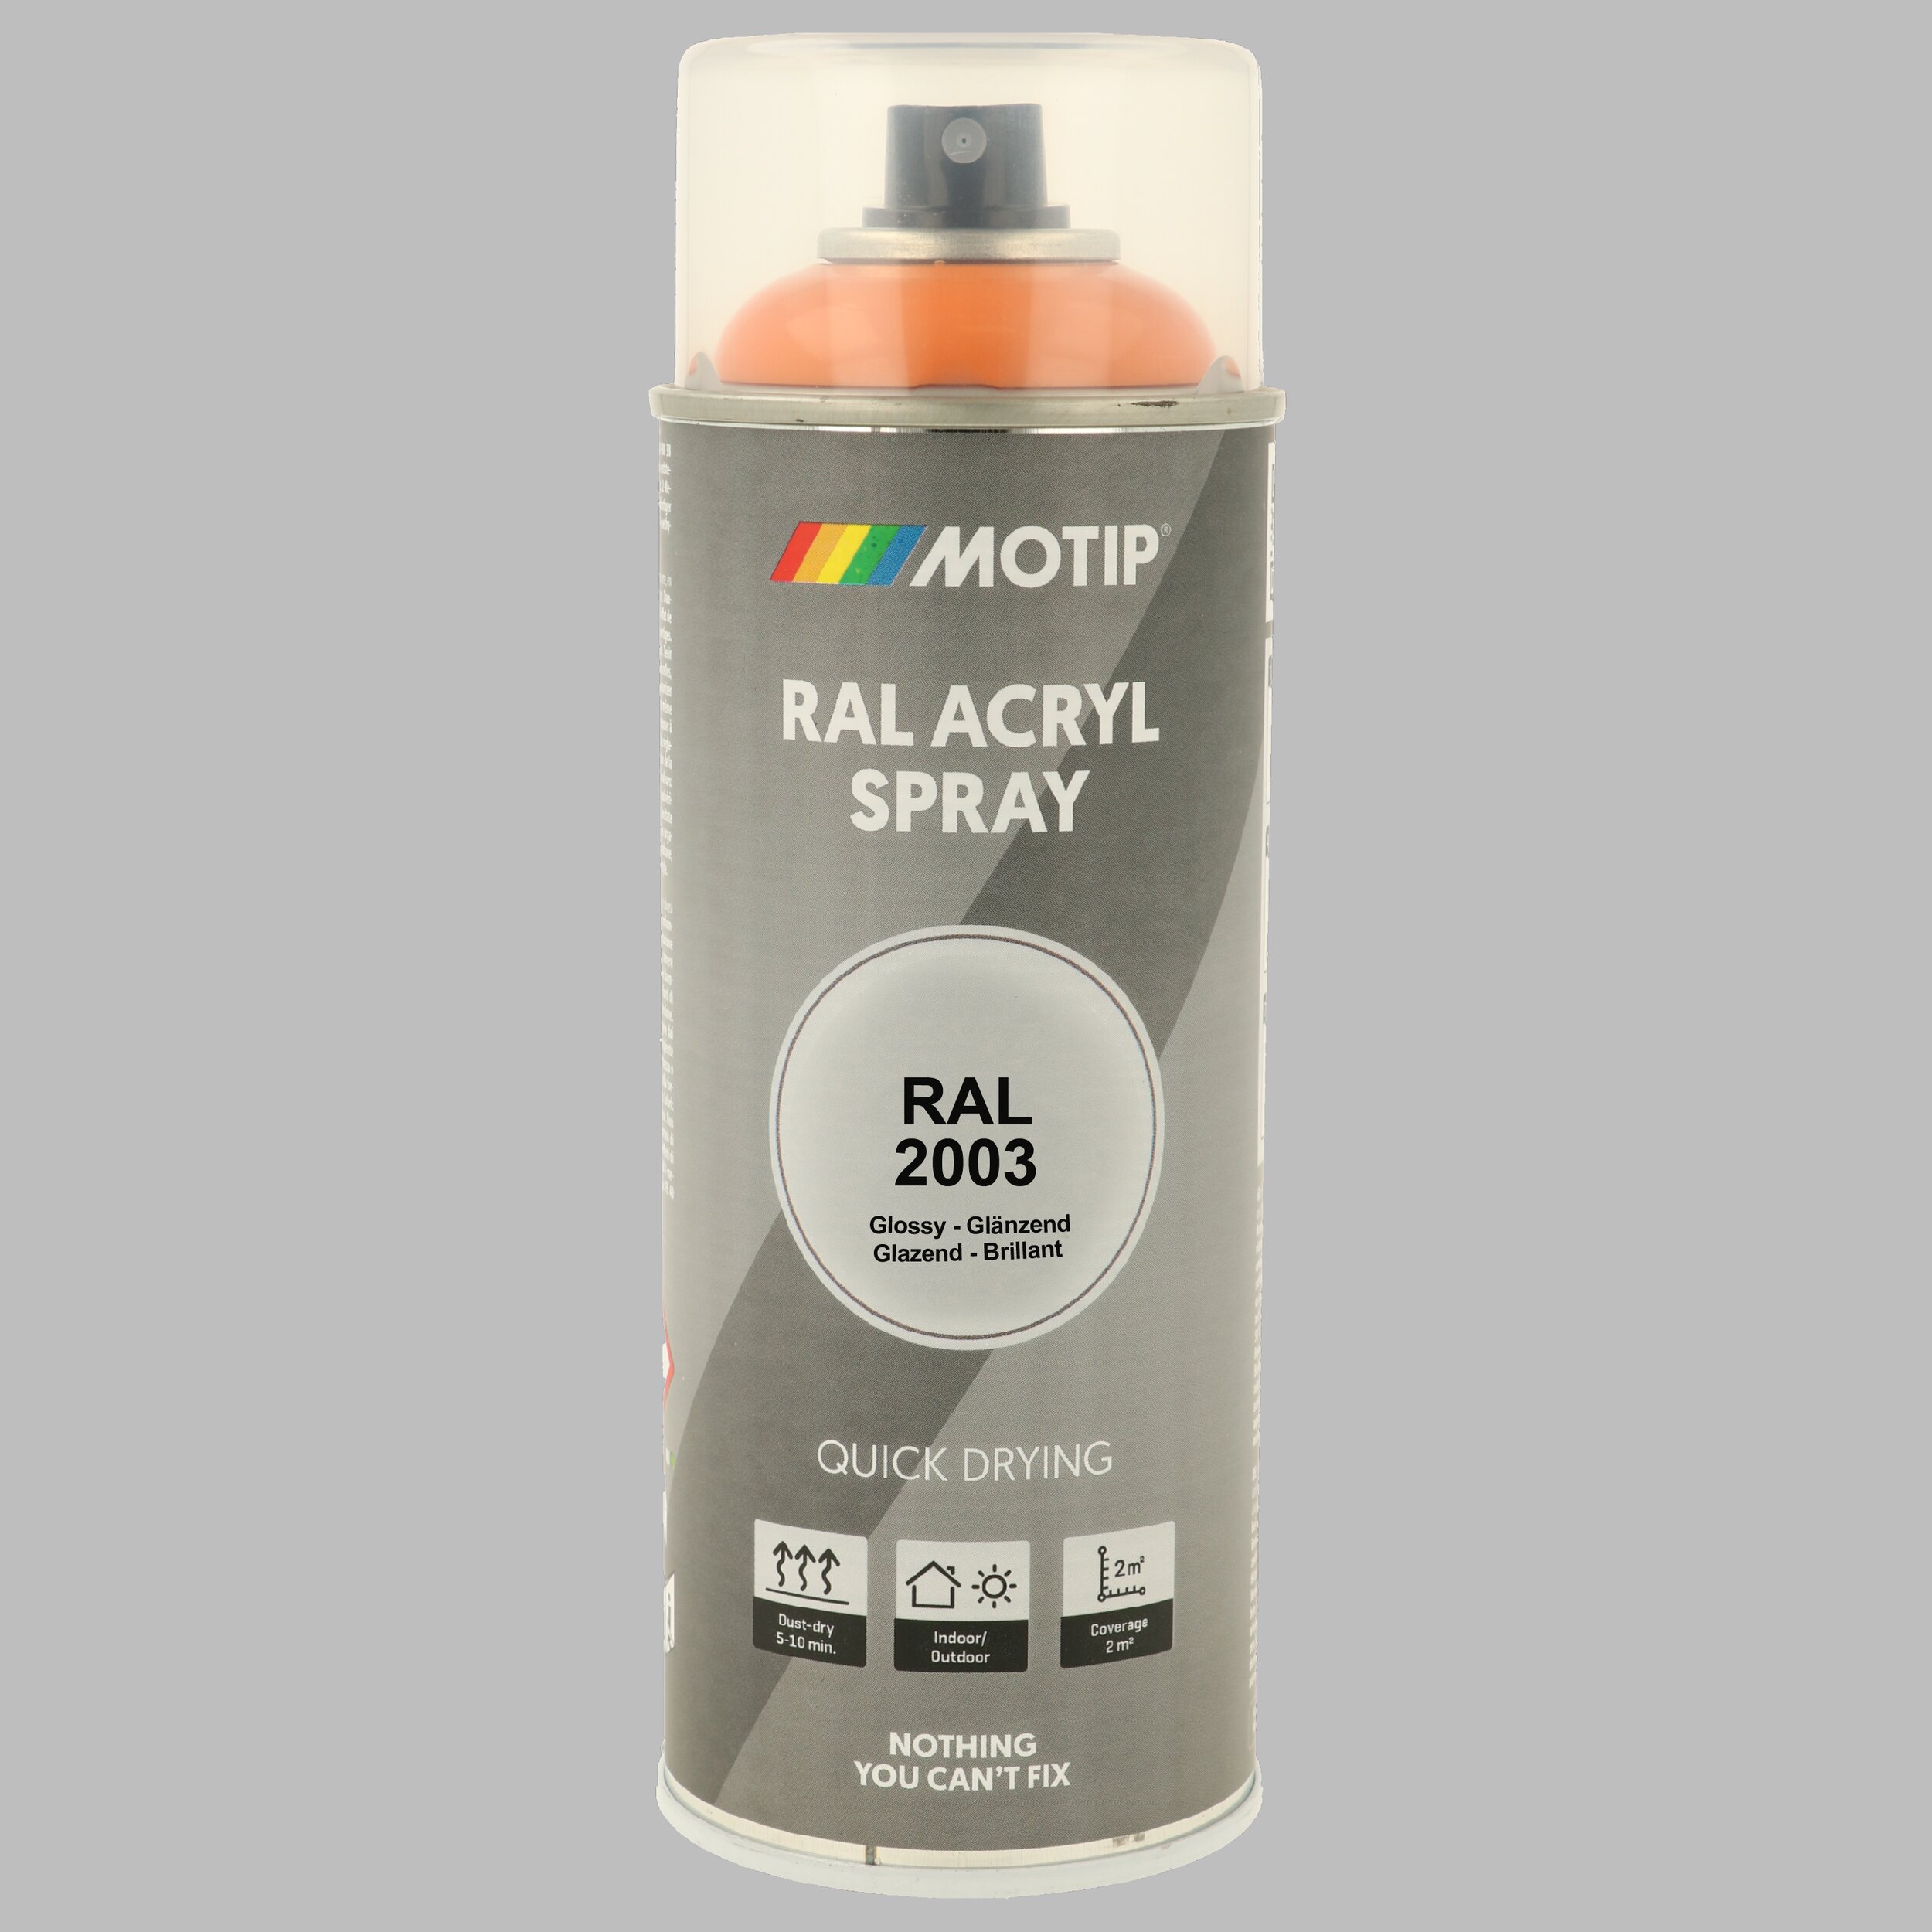 MOTIP®
RAL ACRYL
SPRAY
RAL
2003
Glossy - Glänzend
Glazend - Brillant
QUICK DRYING
2m²
Dust-dry
5-10 min.
Indoor/
Outdoor
Coverage
2 m²
NOTHING
YOU CAN'T FIX